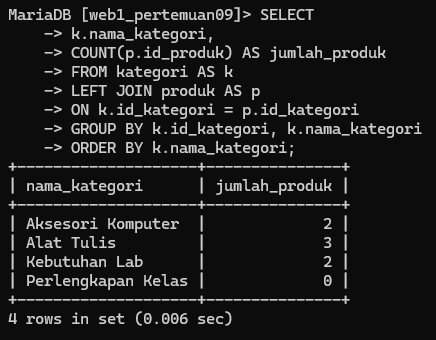 MariaDB [web1_pertemuan09]> SELECT
    -> k.nama_kategori,
    -> COUNT(p.id_produk) AS jumlah_produk
    -> FROM kategori AS k
    -> LEFT JOIN produk AS p
    -> ON k.id_kategori = p.id_kategori
    -> GROUP BY k.id_kategori, k.nama_kategori
    -> ORDER BY k.nama_kategori;
+--------------------+---------------+
| nama_kategori      | jumlah_produk |
+--------------------+---------------+
| Aksesori Komputer  |             2 |
| Alat Tulis         |             3 |
| Kebutuhan Lab      |             2 |
| Perlengkapan Kelas |             0 |
+--------------------+---------------+
4 rows in set (0.006 sec)